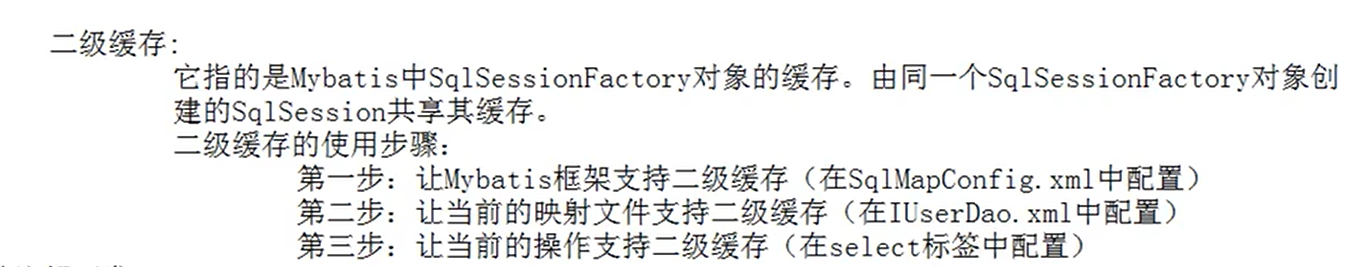 二级缓存:
它指的是Mybatis中SqlSessionFactory对象的缓存。由同一个SqlSessionFactory对象创
建的SqlSession共享其缓存。
二级缓存的使用步骤：
第一步：让Mybatis框架支持二级缓存（在SqlMapConfig.xml中配置）
第二步：让当前的映射文件支持二级缓存（在IUserDao.xml中配置）
第三步：让当前的操作支持二级缓存（在select标签中配置）